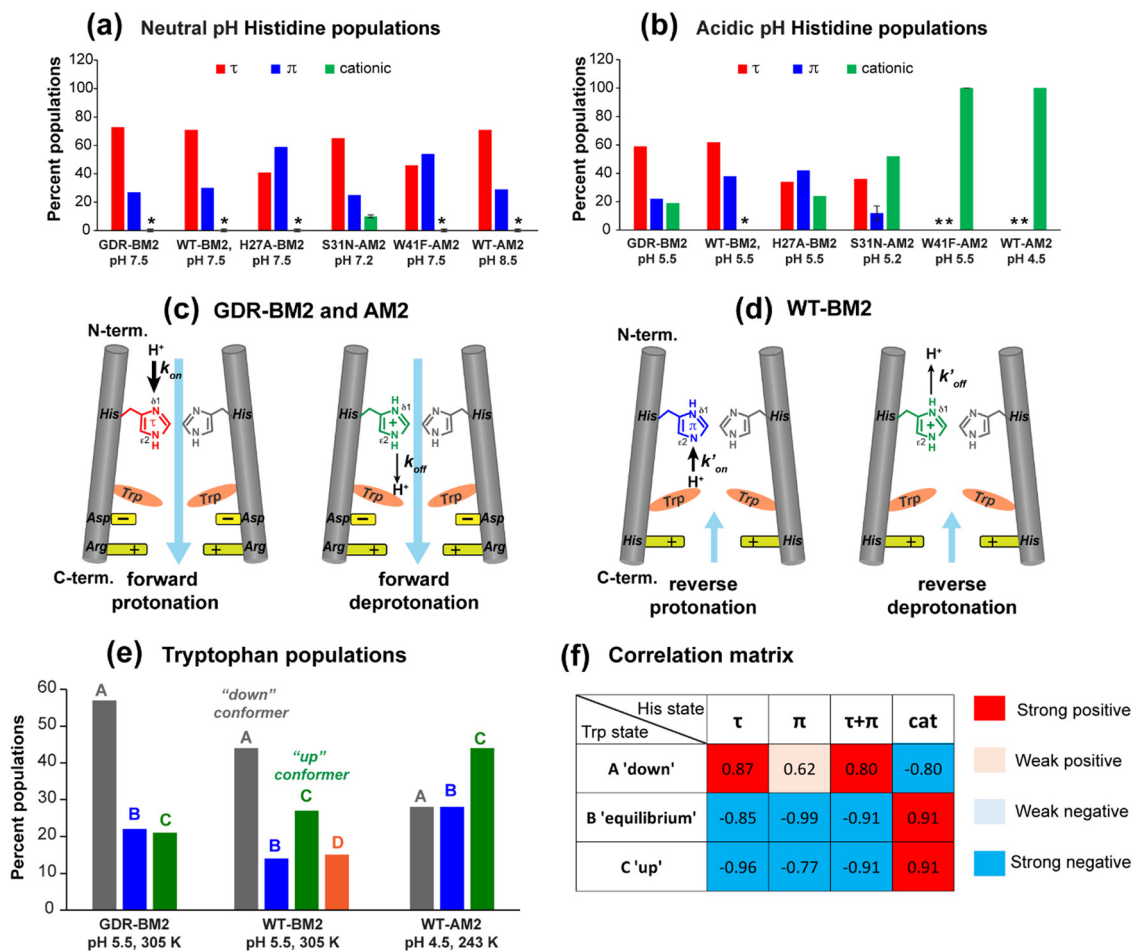 (a) Neutral pH Histidine populations
τ π cationic
Percent populations
120
100
80
60
40
20
0
* * * * *
GDR-BM2 WT-BM2, H27A-BM2 S31N-AM2 W41F-AM2 WT-AM2
pH 7.5 pH 7.5 pH 7.5 pH 7.2 pH 7.5 pH 8.5
(b) Acidic pH Histidine populations
τ π cationic
Percent populations
120
100
80
60
40
20
0
* ** **
GDR-BM2 WT-BM2, H27A-BM2 S31N-AM2 W41F-AM2 WT-AM2
pH 5.5 pH 5.5 pH 5.5 pH 5.2 pH 5.5 pH 4.5
(c) GDR-BM2 and AM2
N-term.
H+
kon
His N δ1 τ ε2 N H N N H His
Trp Trp
Asp − − Asp
Arg + + Arg
C-term. forward
protonation
His H N δ1 + ε2 N H N N H His
koff
H+
Trp Trp
Asp − − Asp
Arg + + Arg
forward
deprotonation
(d) WT-BM2
N-term.
His H N δ1 π ε2 N N N H His
k'on
H+
Trp Trp
His + + His
C-term. reverse
protonation
H+
k'off
His H N δ1 + ε2 N H N N H His
Trp Trp
His + + His
reverse
deprotonation
(e) Tryptophan populations
Percent populations
60
50
40
30
20
10
0
A B C
"down"
conformer
"up"
conformer
A B C D
A B C
GDR-BM2 WT-BM2 WT-AM2
pH 5.5, 305 K pH 5.5, 305 K pH 4.5, 243 K
(f) Correlation matrix
His state
Trp state
τ π τ+π cat
A 'down' 0.87 0.62 0.80 -0.80
B 'equilibrium' -0.85 -0.99 -0.91 0.91
C 'up' -0.96 -0.77 -0.91 0.91
Strong positive
Weak positive
Weak negative
Strong negative